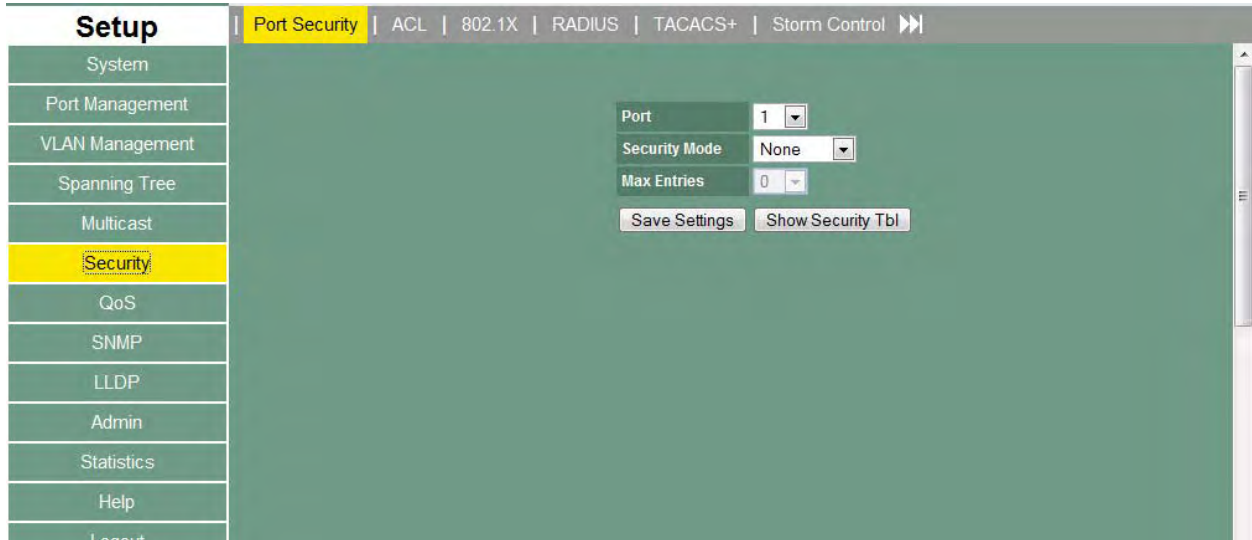 Setup
| Port Security | ACL | 802.1X | RADIUS | TACACS+ | Storm Control
System
Port Management
VLAN Management
Spanning Tree
Multicast
Security
QoS
SNMP
LLDP
Admin
Statistics
Help
Logout
Port 1
Security Mode None
Max Entries 0
Save Settings Show Security Tbl